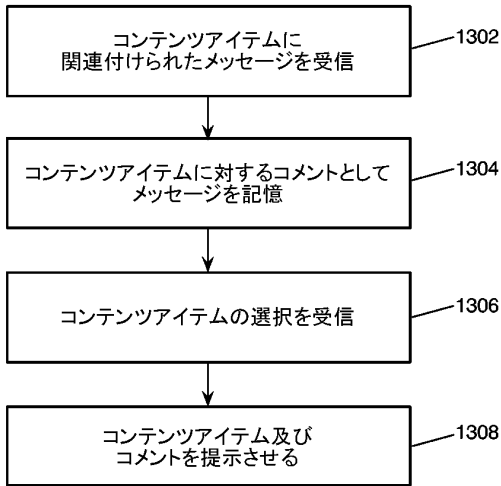 コンテンツアイテムに
関連付けられたメッセージを受信
1302
コンテンツアイテムに対するコメントとして
メッセージを記憶
1304
コンテンツアイテムの選択を受信
1306
コンテンツアイテム及び
コメントを提示させる
1308